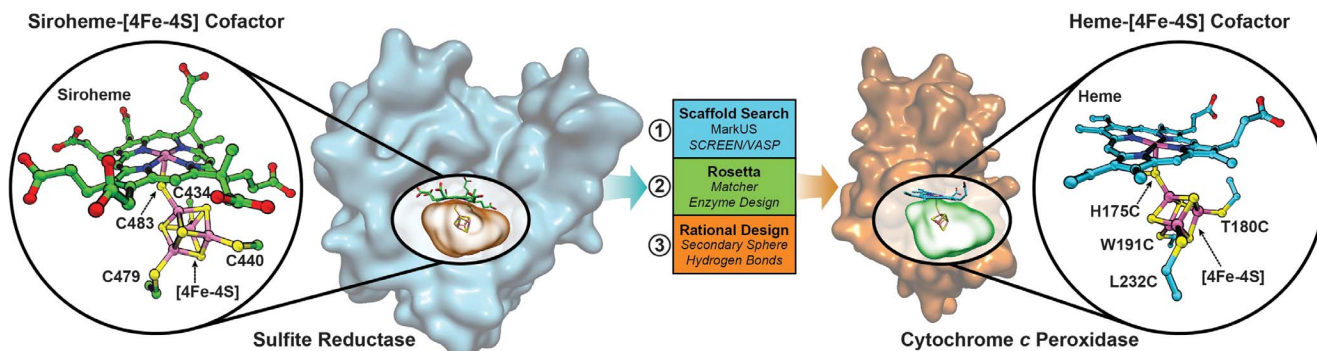 Siroheme-[4Fe-4S] Cofactor
Siroheme
C434
C483
C440
C479
[4Fe-4S]
Sulfite Reductase
1
Scaffold Search
MarkUS
SCREEN/VASP
2
Rosetta
Matcher
Enzyme Design
3
Rational Design
Secondary Sphere
Hydrogen Bonds
Heme-[4Fe-4S] Cofactor
Heme
H175C
T180C
W191C
L232C
[4Fe-4S]
Cytochrome c Peroxidase